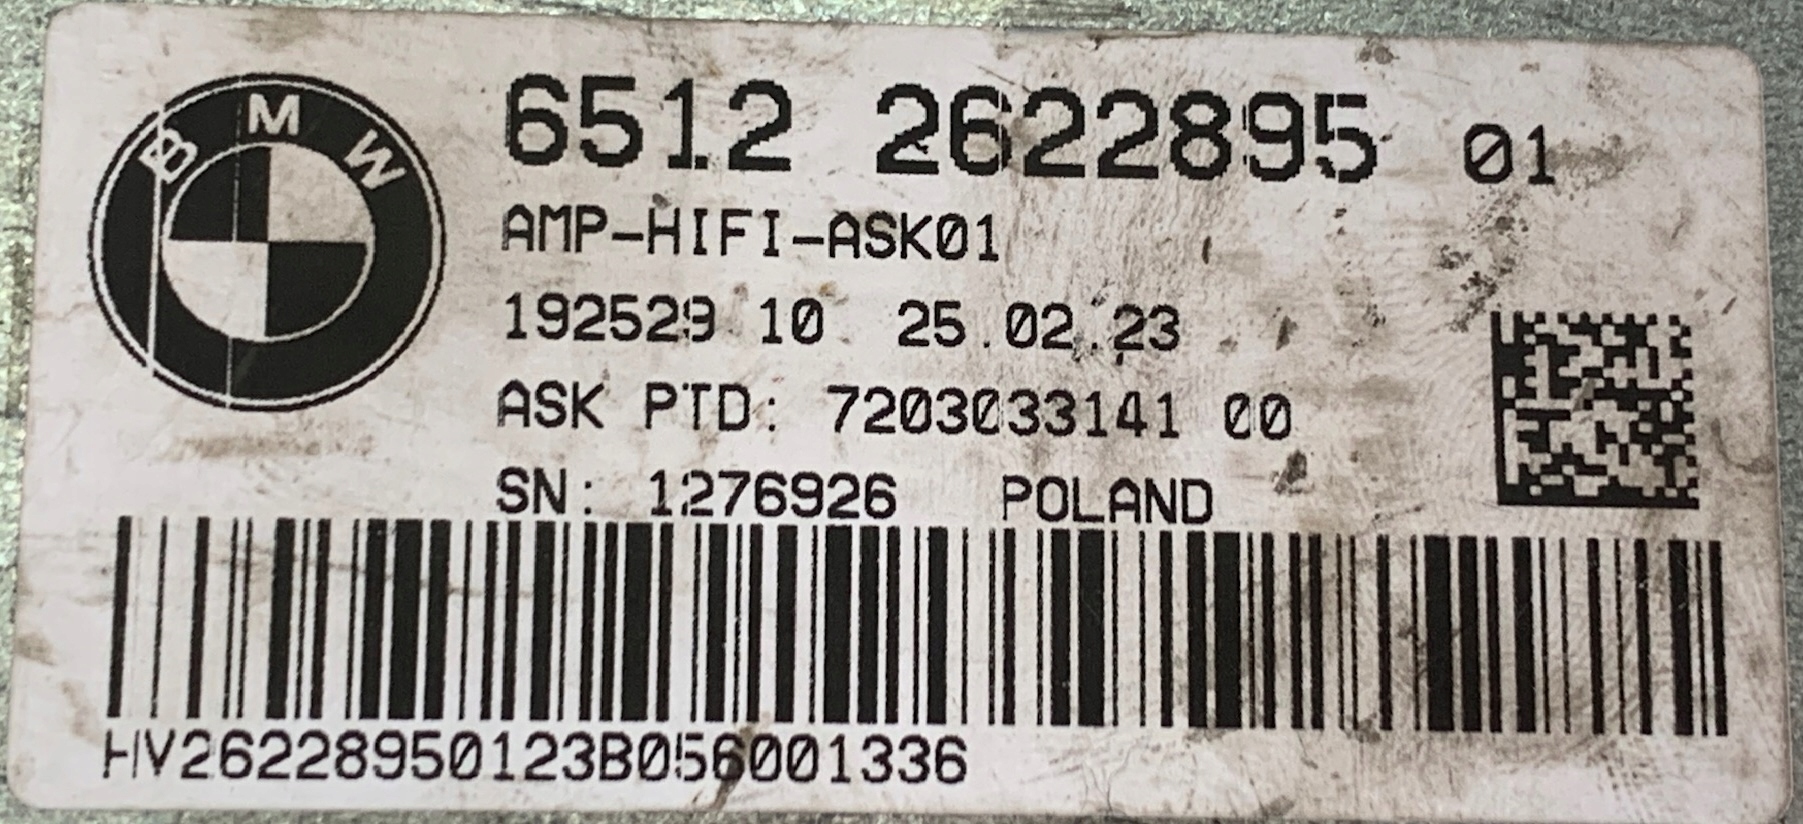 BMW
6512 2622895 01
AMP-HIFI-ASK01
192529 10 25.02.23
ASK PTD: 7203033141 00
SN: 1276926 POLAND
HV26228950123B056001336